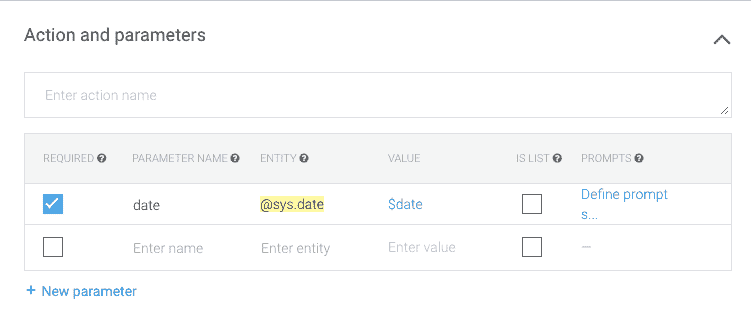 Action and parameters
Enter action name
REQUIRED ? PARAMETER NAME ? ENTITY ? VALUE IS LIST ? PROMPTS ?
date @sys.date $date Define prompt
s...
Enter name Enter entity Enter value –
+ New parameter